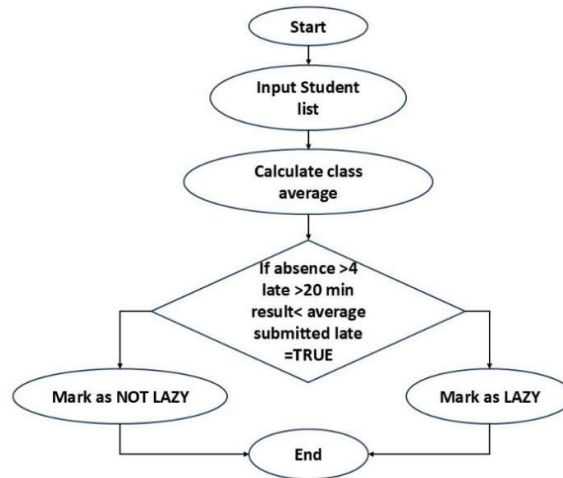 Start
Input Student
list
Calculate class
average
If absence >4
late >20 min
result< average
submitted late
=TRUE
Mark as NOT LAZY
Mark as LAZY
End